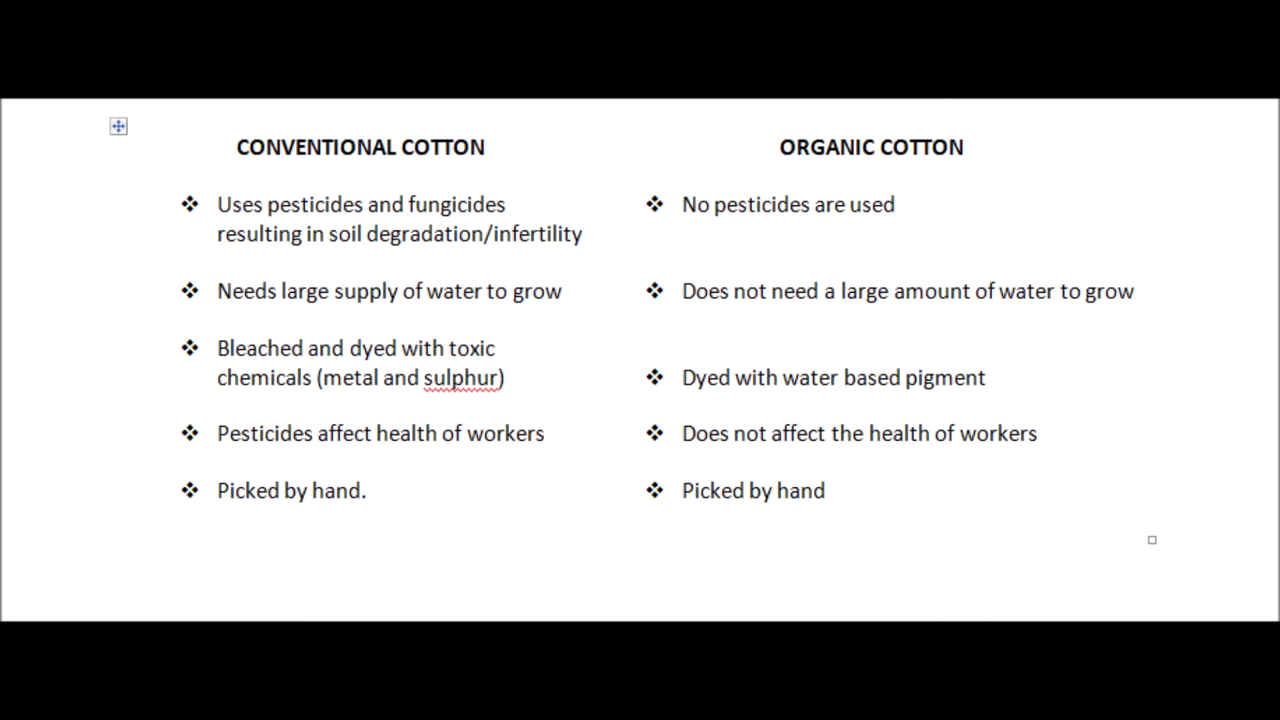 CONVENTIONAL COTTON
Uses pesticides and fungicides
resulting in soil degradation/infertility
Needs large supply of water to grow
Bleached and dyed with toxic
chemicals (metal and sulphur)
Pesticides affect health of workers
Picked by hand.
ORGANIC COTTON
No pesticides are used
Does not need a large amount of water to grow
Dyed with water based pigment
Does not affect the health of workers
Picked by hand